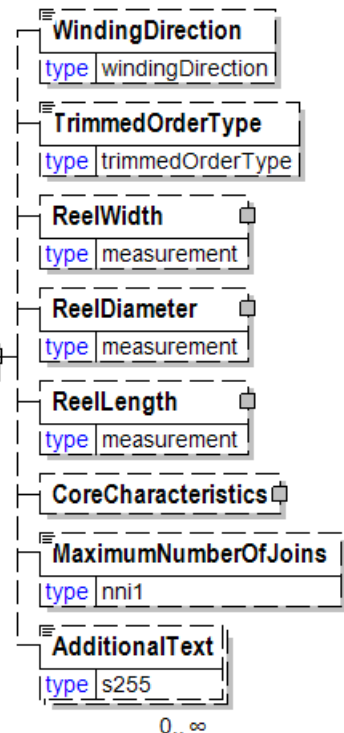 WindingDirection
type windingDirection
TrimmedOrderType
type trimmedOrderType
ReelWidth
type measurement
ReelDiameter
type measurement
ReelLength
type measurement
CoreCharacteristics
MaximumNumberOfJoins
type nni1
AdditionalText
type s255
0.. ∞